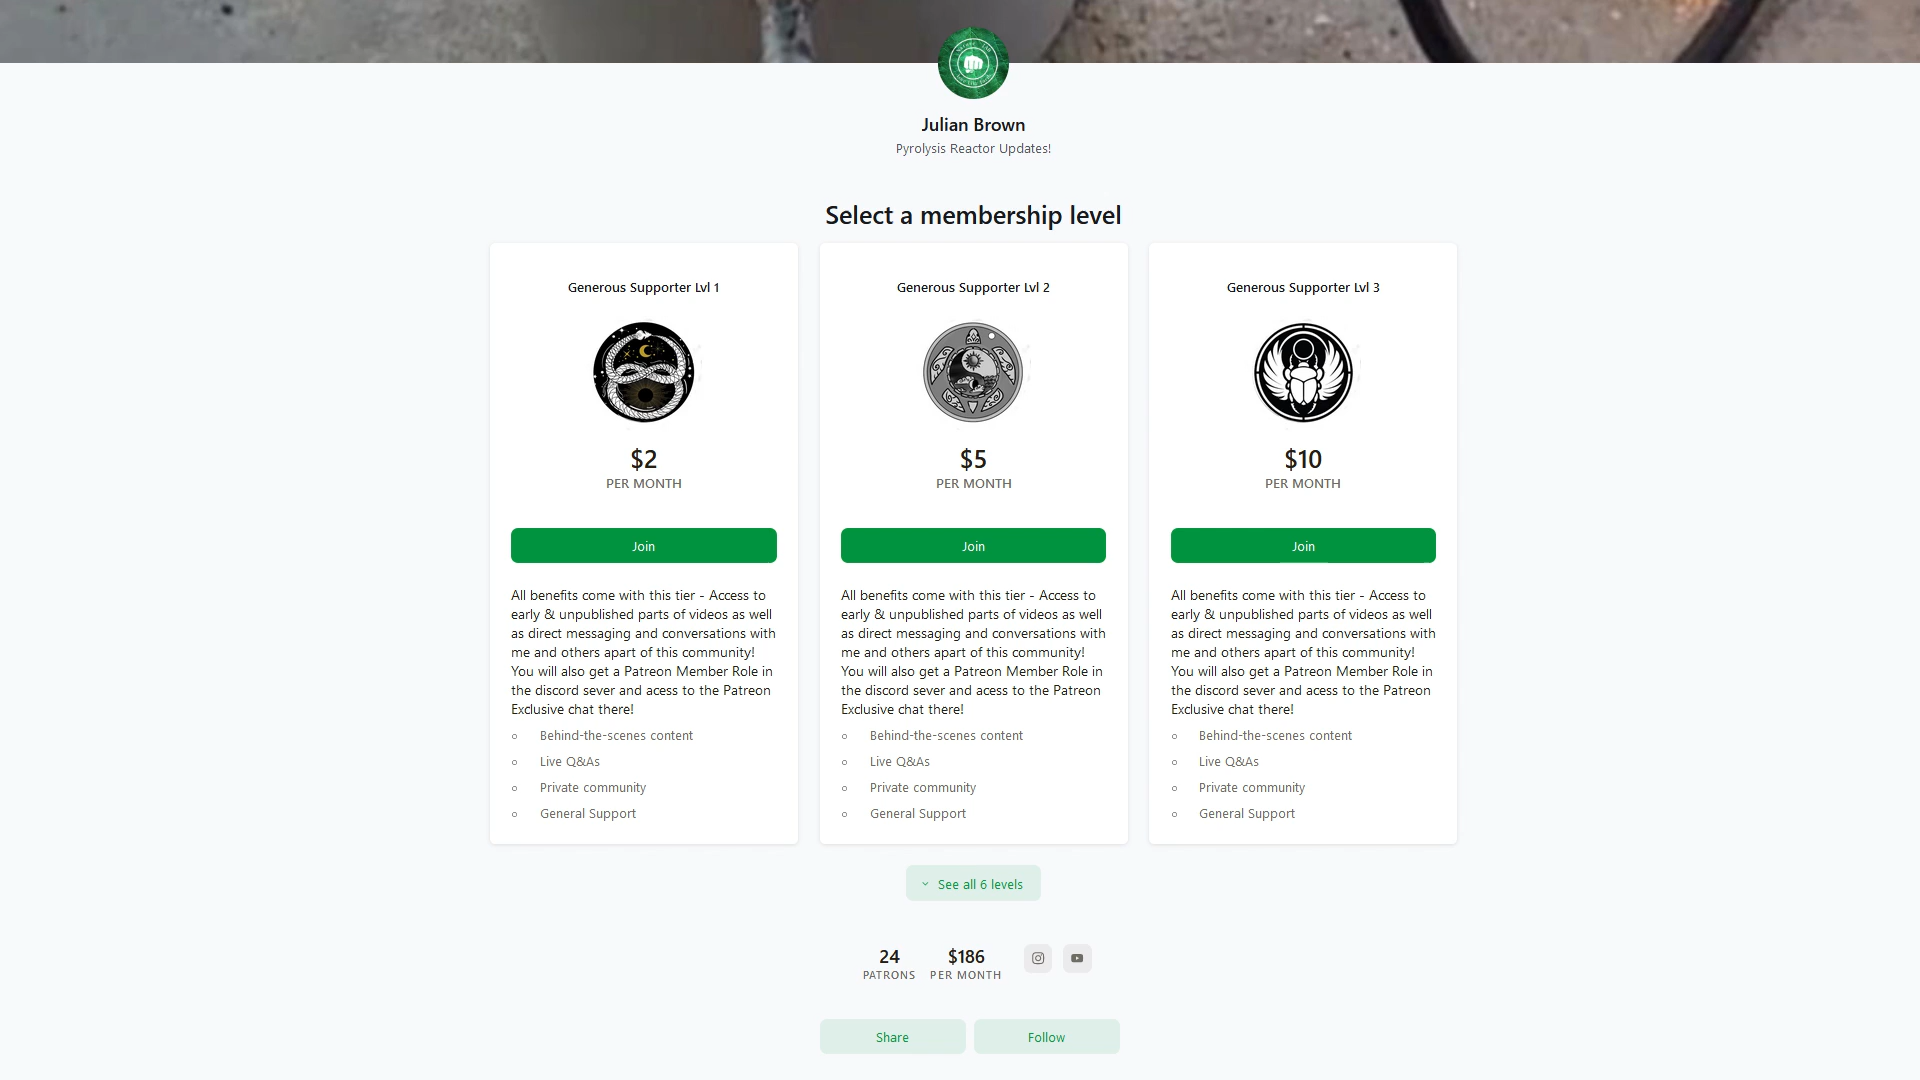 Julian Brown
Pyrolysis Reactor Updates!
Select a membership level
Generous Supporter Lvl 1
$2
PER MONTH
Join
All benefits come with this tier - Access to
early & unpublished parts of videos as well
as direct messaging and conversations with
me and others apart of this community!
You will also get a Patreon Member Role in
the discord sever and acess to the Patreon
Exclusive chat there!
Behind-the-scenes content
Live Q&As
Private community
General Support
Generous Supporter Lvl 2
$5
PER MONTH
Join
All benefits come with this tier - Access to
early & unpublished parts of videos as well
as direct messaging and conversations with
me and others apart of this community!
You will also get a Patreon Member Role in
the discord sever and acess to the Patreon
Exclusive chat there!
Behind-the-scenes content
Live Q&As
Private community
General Support
Generous Supporter Lvl 3
$10
PER MONTH
Join
All benefits come with this tier - Access to
early & unpublished parts of videos as well
as direct messaging and conversations with
me and others apart of this community!
You will also get a Patreon Member Role in
the discord sever and acess to the Patreon
Exclusive chat there!
Behind-the-scenes content
Live Q&As
Private community
General Support
See all 6 levels
24
PATRONS
$186
PER MONTH
Share
Follow